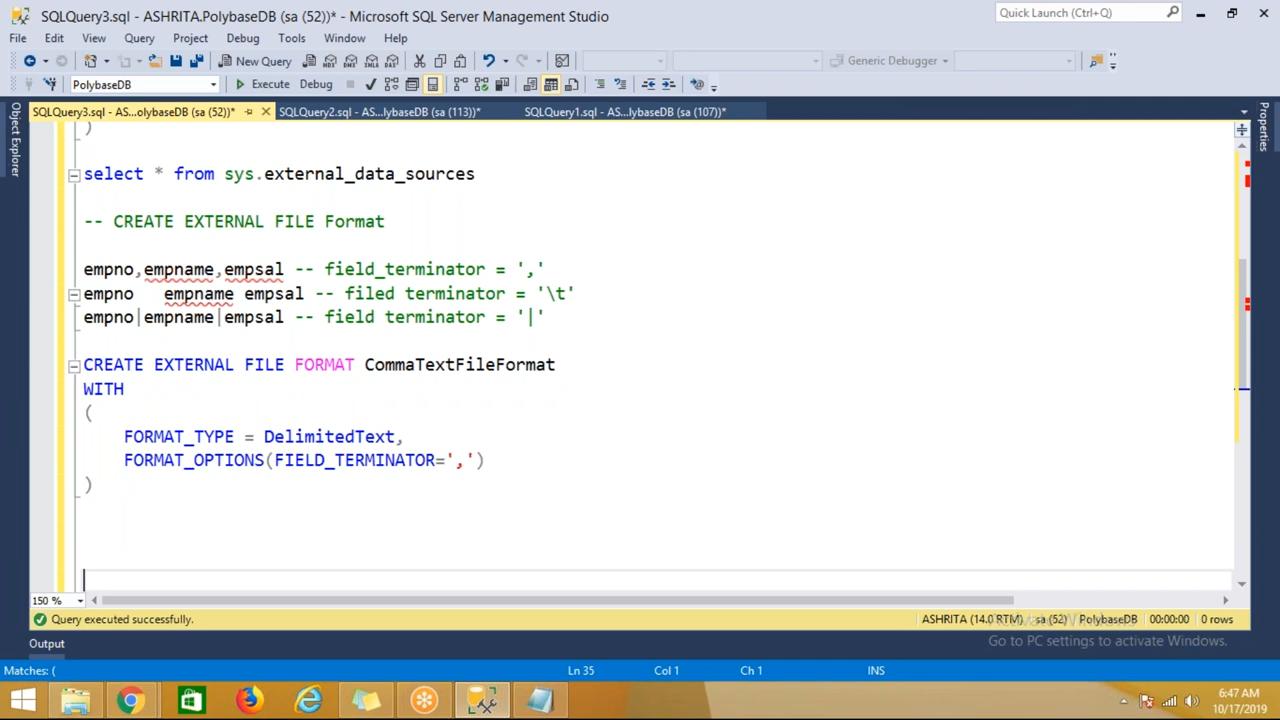 SQLQuery3.sql - ASHRITA.PolybaseDB (sa (52))* - Microsoft SQL Server Management Studio
Quick Launch (Ctrl+Q)
File Edit View Query Project Debug Tools Window Help
New Query
Generic Debugger
PolybaseDB
Execute Debug
SQLQuery3.sql - AS...olybaseDB (sa (52))*
SQLQuery2.sql - AS...lybaseDB (sa (113))*
SQLQuery1.sql - AS...lybaseDB (sa (107))*
Object Explorer
Properties
)
select * from sys.external_data_sources
-- CREATE EXTERNAL FILE Format
empno,empname,empsal -- field_terminator = ','
empno empname empsal -- filed terminator = '\t'
empno|empname|empsal -- field terminator = '|'
CREATE EXTERNAL FILE FORMAT CommaTextFileFormat
WITH
(
FORMAT_TYPE = DelimitedText,
FORMAT_OPTIONS(FIELD_TERMINATOR=',')
)
150 %
Query executed successfully.
ASHRITA (14.0 RTM) sa (52) PolybaseDB 00:00:00 0 rows
Activate Windows
Go to PC settings to activate Windows.
Output
Matches: (
Ln 35 Col 1 Ch 1 INS
6:47 AM
10/17/2019